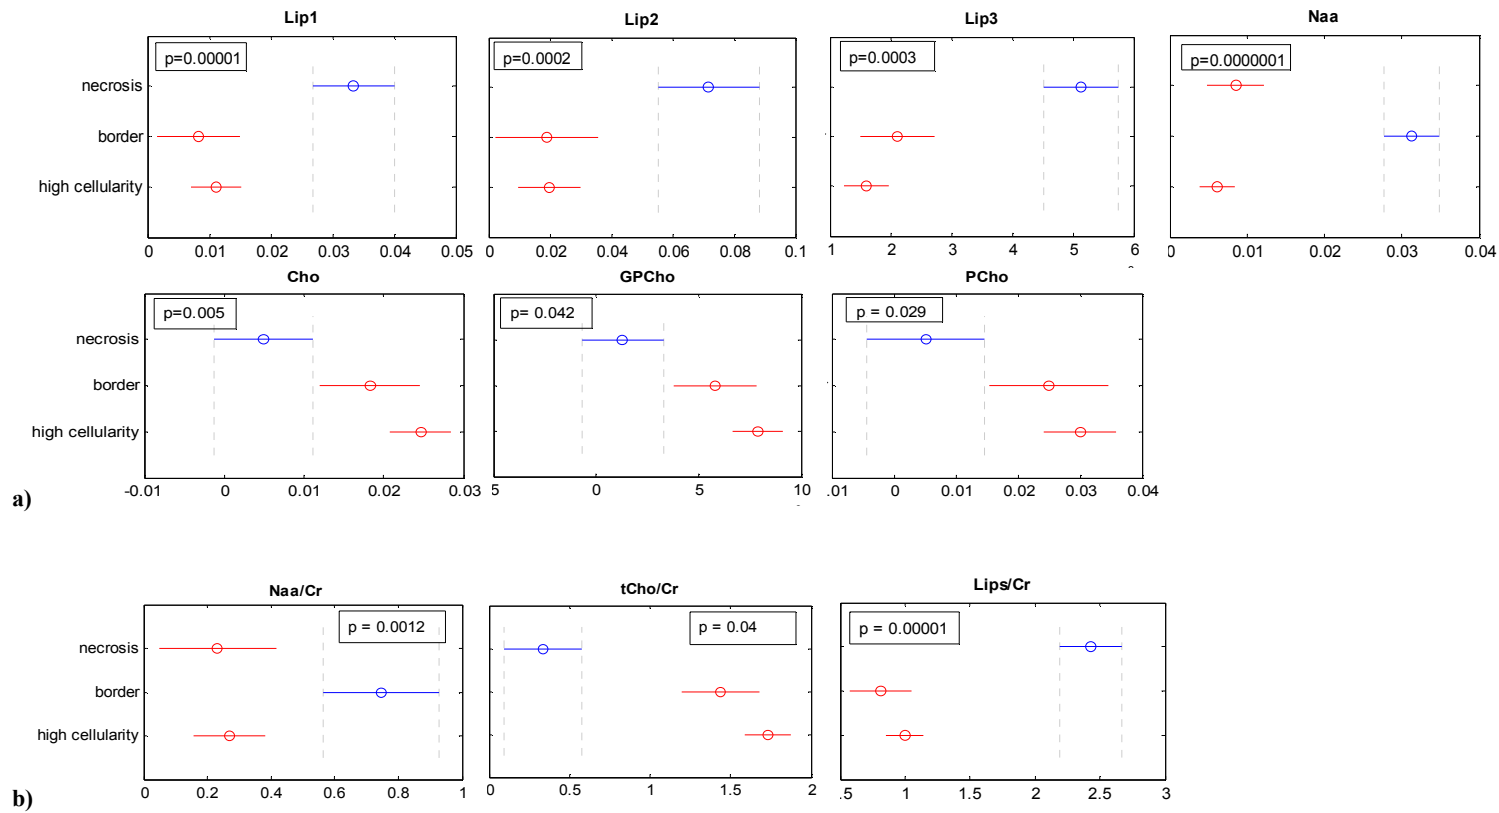 Lip1 Lip2 Lip3 Naa
p=0.00001 p=0.0002 p=0.0003 p=0.0000001
necrosis
border
high cellularity
0 0.01 0.02 0.03 0.04 0.05 0 0.02 0.04 0.06 0.08 0.1 1 2 3 4 5 6 0 0.02 0.03 0.04
Cho GPCho PCho
p=0.005 p= 0.042 p = 0.029
necrosis
border
high cellularity
-0.01 0 0.01 0.02 0.03 5 0 5 10 .01 0 0.01 0.02 0.03 0.04
a)
Naa/Cr tCho/Cr Lips/Cr
p = 0.0012 p = 0.04 p = 0.00001
necrosis
border
high cellularity
0 0.2 0.4 0.6 0.8 1 0 0.5 1 1.5 2 .5 1 1.5 2 2.5 3
b)